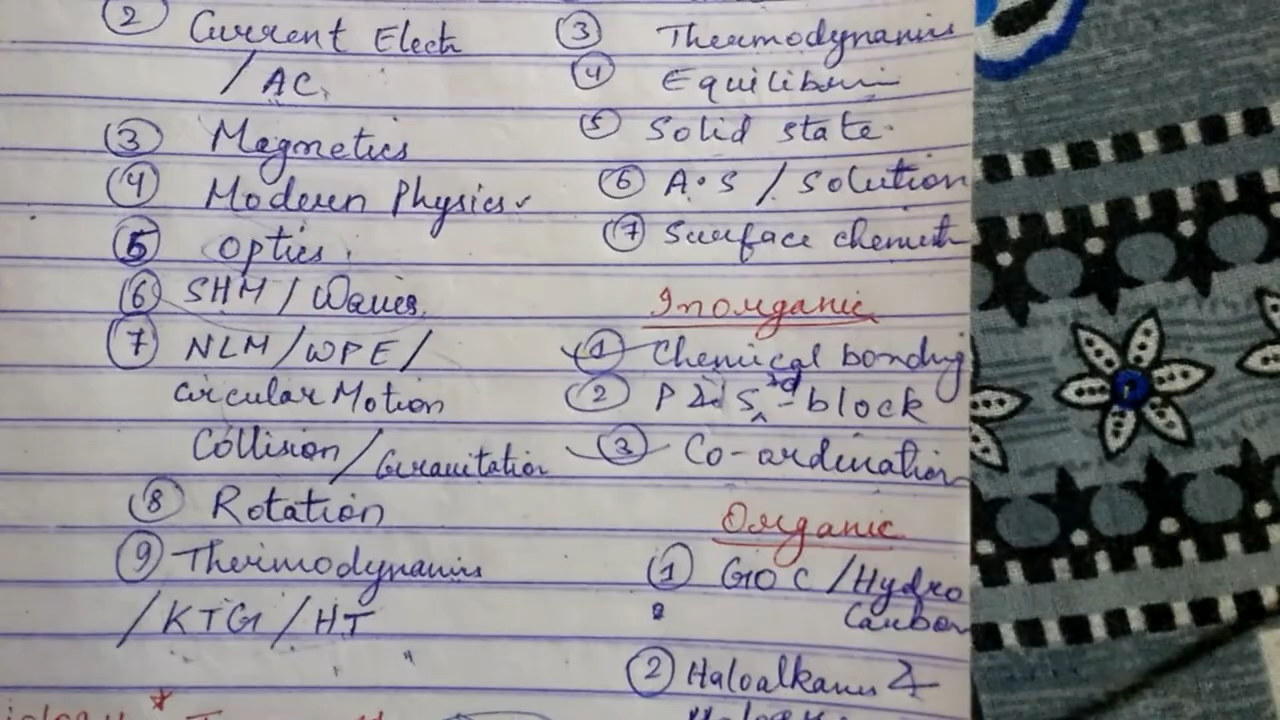 ② Current Elect
/ AC
③ Magnetics
④ Modern Physics
⑤ Optics
⑥ SHM / Waves
⑦ NLM / WPE /
Circular Motion
Collision / Gravitation
⑧ Rotation
⑨ Thermodynamics
/ KTG / HT
③ Thermodynamics
④ Equilibrium
⑤ Solid state
⑥ A.S / Solution
⑦ Surface chemist
Inorganic
① Chemical bonding
② P S d - block
③ Co-ordination
Organic
① GOC / Hydro
Carbon
② Haloalkanes &